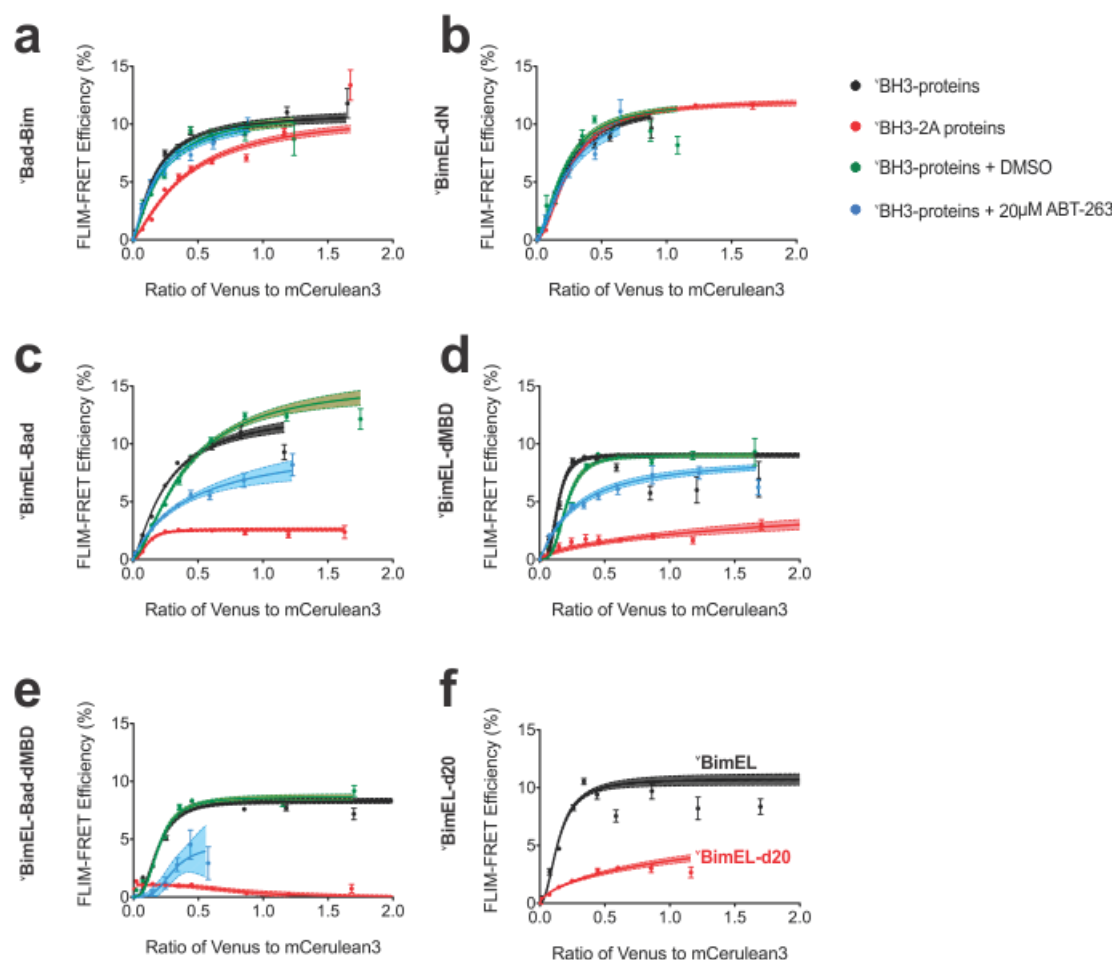 a
ᵛBad-Bim
FLIM-FRET Efficiency (%)
15
10
5
0
0.0 0.5 1.0 1.5 2.0
Ratio of Venus to mCerulean3
b
ᵛBimEL-dN
FLIM-FRET Efficiency (%)
15
10
5
0
0.0 0.5 1.0 1.5 2.0
Ratio of Venus to mCerulean3
ᵛBH3-proteins
ᵛBH3-2A proteins
ᵛBH3-proteins + DMSO
ᵛBH3-proteins + 20µM ABT-263
c
ᵛBimEL-Bad
FLIM-FRET Efficiency (%)
15
10
5
0
0.0 0.5 1.0 1.5 2.0
Ratio of Venus to mCerulean3
d
ᵛBimEL-dMBD
FLIM-FRET Efficiency (%)
15
10
5
0
0.0 0.5 1.0 1.5 2.0
Ratio of Venus to mCerulean3
e
ᵛBimEL-Bad-dMBD
FLIM-FRET Efficiency (%)
15
10
5
0
0.0 0.5 1.0 1.5 2.0
Ratio of Venus to mCerulean3
f
ᵛBimEL-d20
FLIM-FRET Efficiency (%)
15
10
5
0
0.0 0.5 1.0 1.5 2.0
ᵛBimEL
ᵛBimEL-d20
Ratio of Venus to mCerulean3